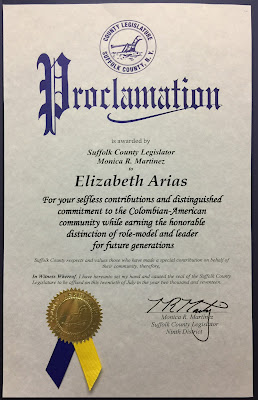 COUNTY LEGISLATURE
SUFFOLK COUNTY, N.Y.
Proclamation
is awarded by
Suffolk County Legislator
Monica R. Martinez
to
Elizabeth Arias
For your selfless contributions and distinguished
commitment to the Colombian-American
community while earning the honorable
distinction of role-model and leader
for future generations
Suffolk County respects and values those who have made a special contribution on behalf of
their community, therefore,
In Witness Whereof, I have hereunto set my hand and caused the seal of the Suffolk County
Legislature to be affixed on this twentieth of July in the year two thousand and seventeen.
Monica R. Martinez
Suffolk County Legislator
Ninth District